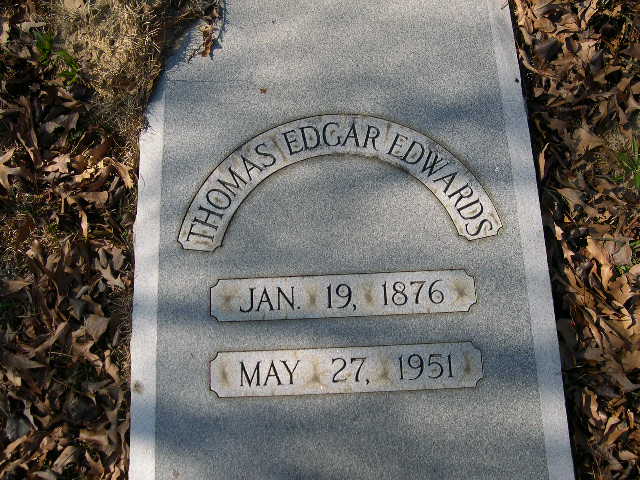 THOMAS EDGAR EDWARDS
JAN. 19, 1876
MAY 27, 1951